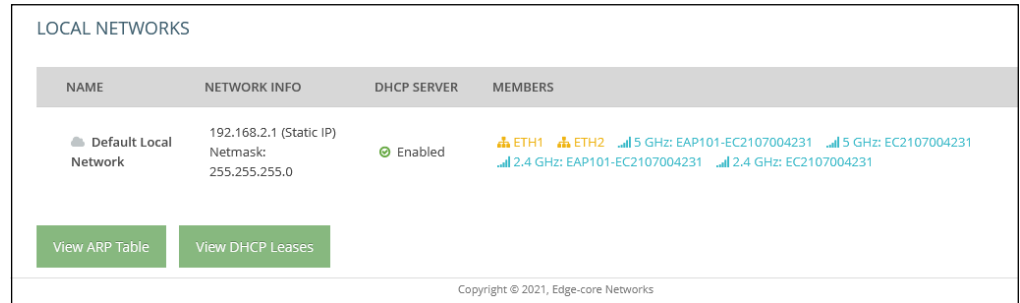 LOCAL NETWORKS
NAME NETWORK INFO DHCP SERVER MEMBERS
Default Local
Network
192.168.2.1 (Static IP)
Netmask:
255.255.255.0
Enabled
ETH1 ETH2 5 GHz: EAP101-EC2107004231 5 GHz: EC2107004231
2.4 GHz: EAP101-EC2107004231 2.4 GHz: EC2107004231
View ARP Table View DHCP Leases
Copyright © 2021, Edge-core Networks